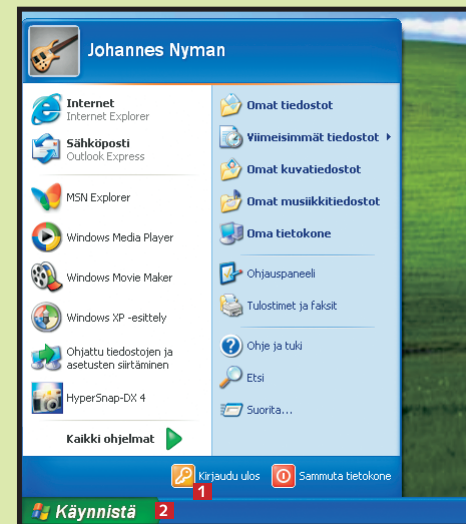 Johannes Nyman
Internet
Internet Explorer
Sähköposti
Outlook Express
MSN Explorer
Windows Media Player
Windows Movie Maker
Windows XP -esittely
Ohjattu tiedostojen ja
asetusten siirtäminen
HyperSnap-DX 4
Kaikki ohjelmat
Omat tiedostot
Viimeisimmät tiedostot
Omat kuvatiedostot
Omat musiikkitiedostot
Oma tietokone
Ohjauspaneeli
Tulostimet ja faksit
Ohje ja tuki
Etsi
Suorita...
Kirjaudu ulos
Sammuta tietokone
1
Käynnistä
2